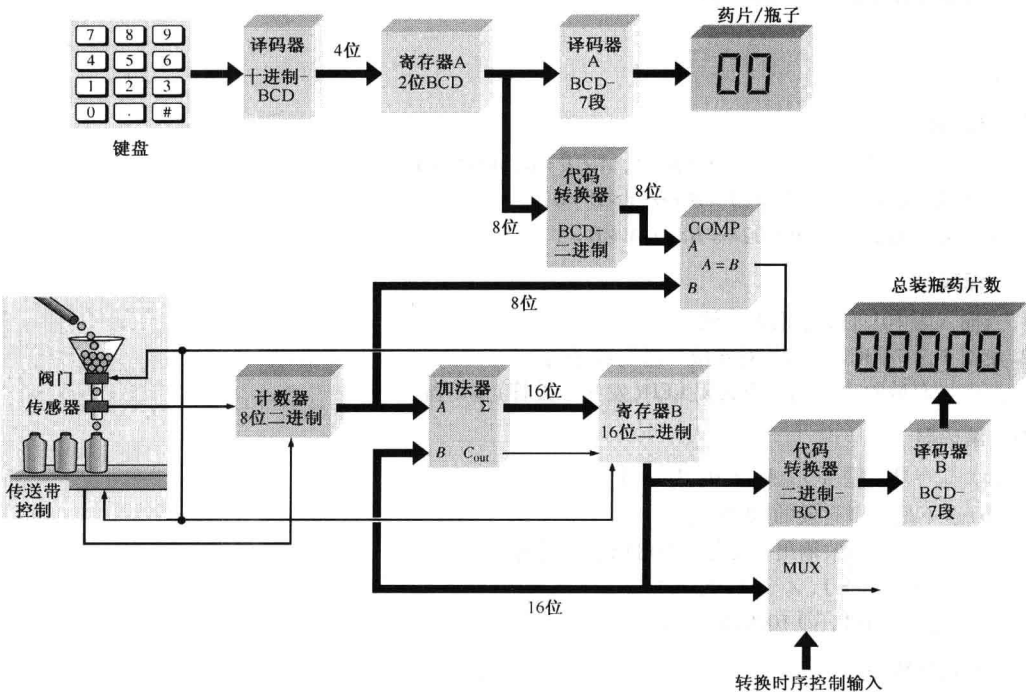 7 8 9
4 5 6
1 2 3
0 . #
键盘
译码器
十进制-
BCD
4位
寄存器A
2位BCD
译码器
A
BCD-
7段
药片/瓶子
00
8位
代码
转换器
BCD-
二进制
8位
COMP
A
A = B
B
8位
总装瓶药片数
00000
阀门
传感器
传送带
控制
计数器
8位二进制
加法器
A Σ
B Cout
16位
寄存器B
16位二进制
代码
转换器
二进制-
BCD
译码器
B
BCD-
7段
16位
MUX
转换时序控制输入